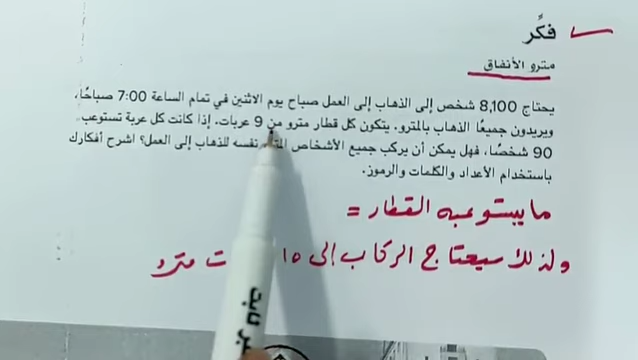 فكّر
مترو الأنفاق
يحتاج 8,100 شخص إلى الذهاب إلى العمل صباح يوم الاثنين في تمام الساعة 7:00 صباحًا،
ويريدون جميعًا الذهاب بالمترو. يتكون كل قطار مترو من 9 عربات. إذا كانت كل عربة تستوعب
90 شخصًا، فهل يمكن أن يركب جميع الأشخاص نفسه للذهاب إلى العمل؟ اشرح أفكارك
باستخدام الأعداد والكلمات والرموز.
ما يستوعبه القطار =
ولذلك سيحتاج الركاب إلى مترو
ثابت